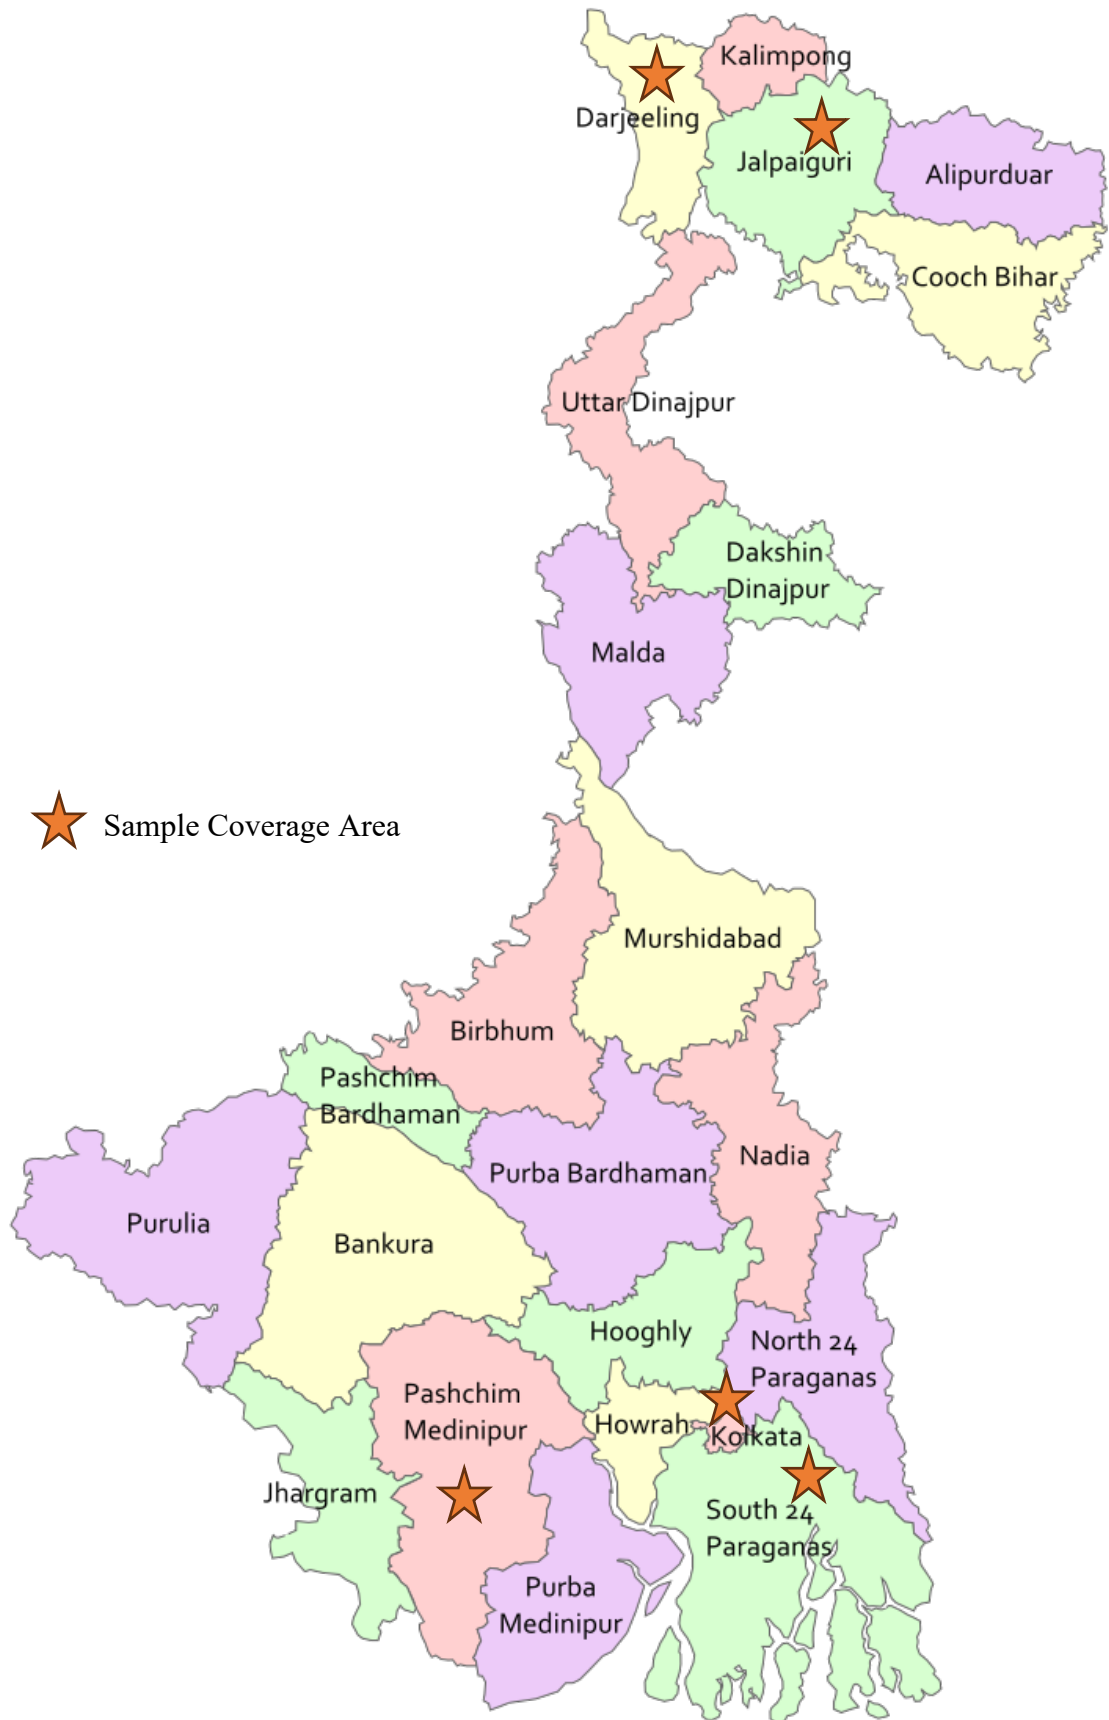 Kalimpong
Darjeeling
Jalpaiguri
Alipurduar
Cooch Bihar
Uttar Dinajpur
Dakshin
Dinajpur
Malda
Sample Coverage Area
Murshidabad
Birbhum
Pashchim
Bardhaman
Nadia
Purba Bardhaman
Purulia
Bankura
Hooghly
North 24
Paraganas
Pashchim
Medinipur
Howrah
Kolkata
Jhargram
South 24
Paraganas
Purba
Medinipur